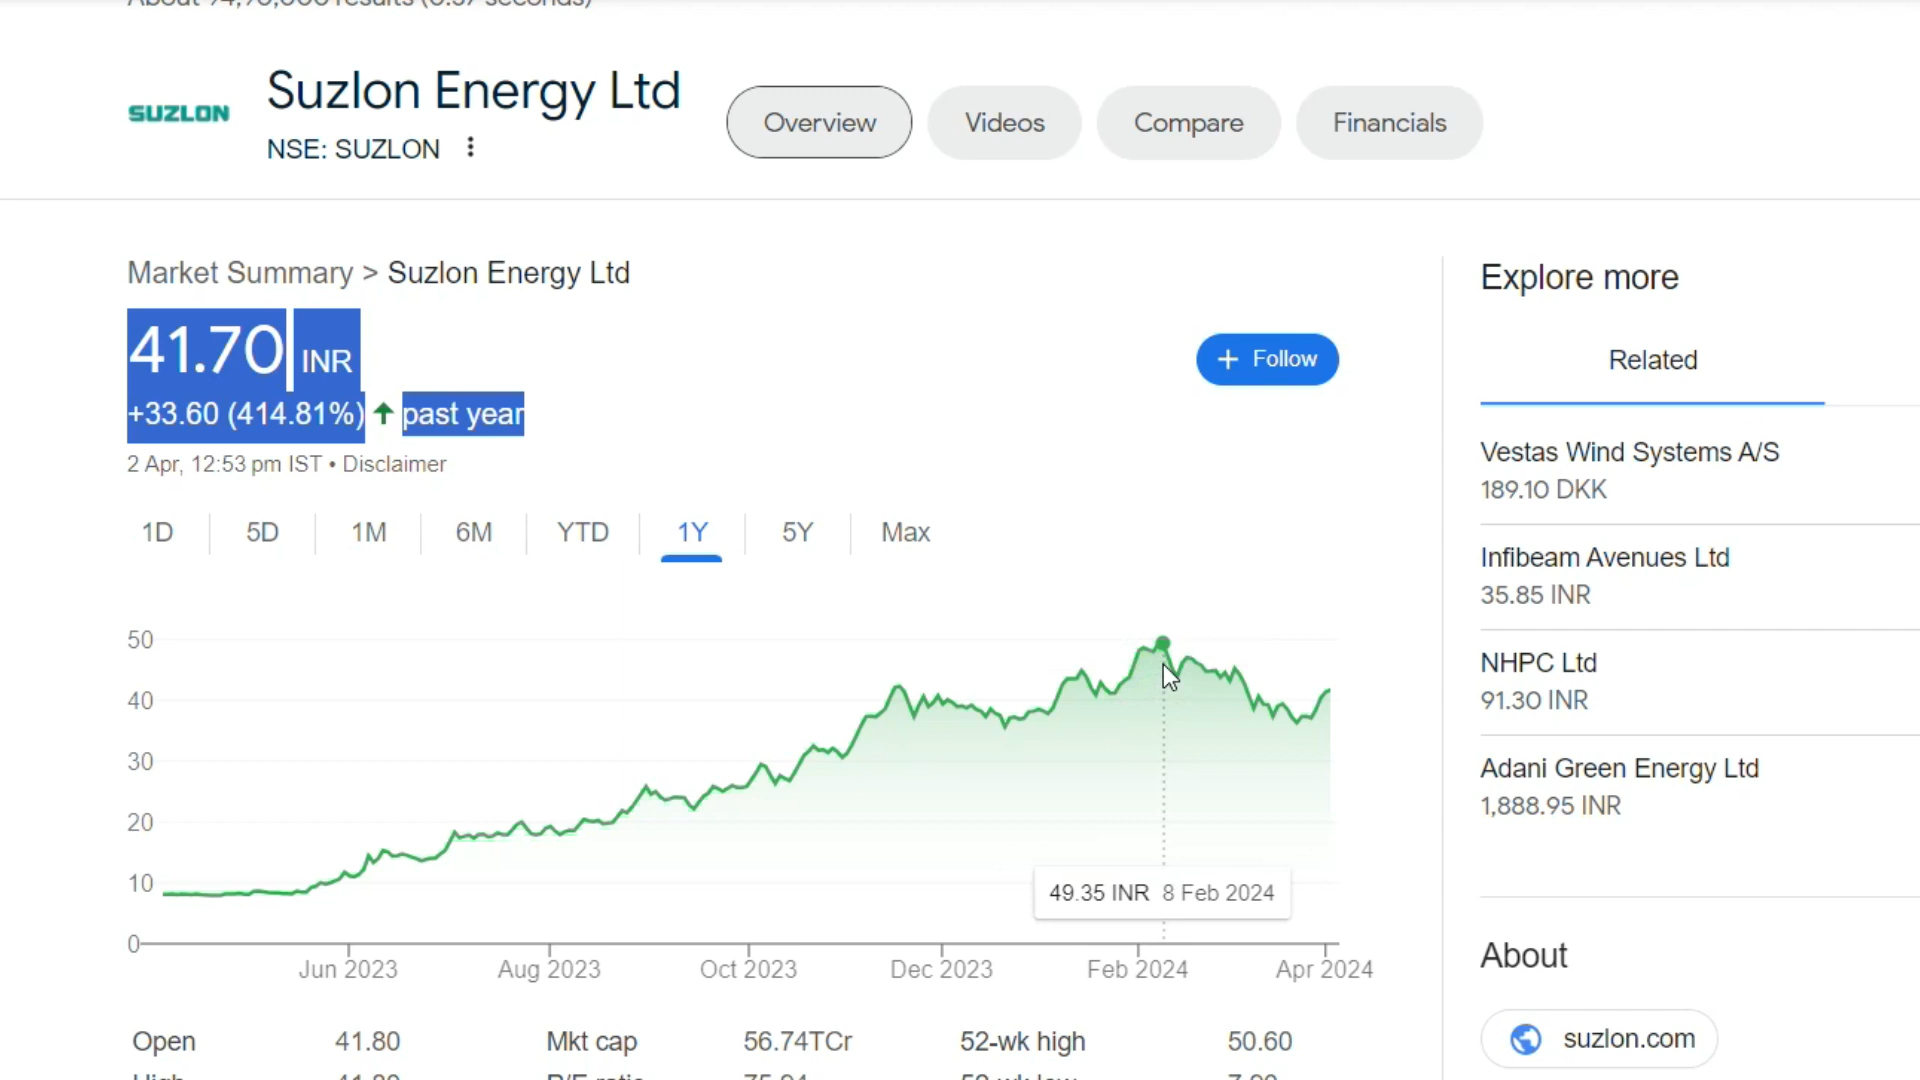 SUZLON
Suzlon Energy Ltd
NSE: SUZLON
Overview
Videos
Compare
Financials
Market Summary > Suzlon Energy Ltd
41.70 INR
+33.60 (414.81%) past year
2 Apr, 12:53 pm IST • Disclaimer
+ Follow
1D 5D 1M 6M YTD 1Y 5Y Max
50
40
30
20
10
0
49.35 INR 8 Feb 2024
Jun 2023 Aug 2023 Oct 2023 Dec 2023 Feb 2024 Apr 2024
Open 41.80 Mkt cap 56.74TCr 52-wk high 50.60
Explore more
Related
Vestas Wind Systems A/S
189.10 DKK
Infibeam Avenues Ltd
35.85 INR
NHPC Ltd
91.30 INR
Adani Green Energy Ltd
1,888.95 INR
About
suzlon.com